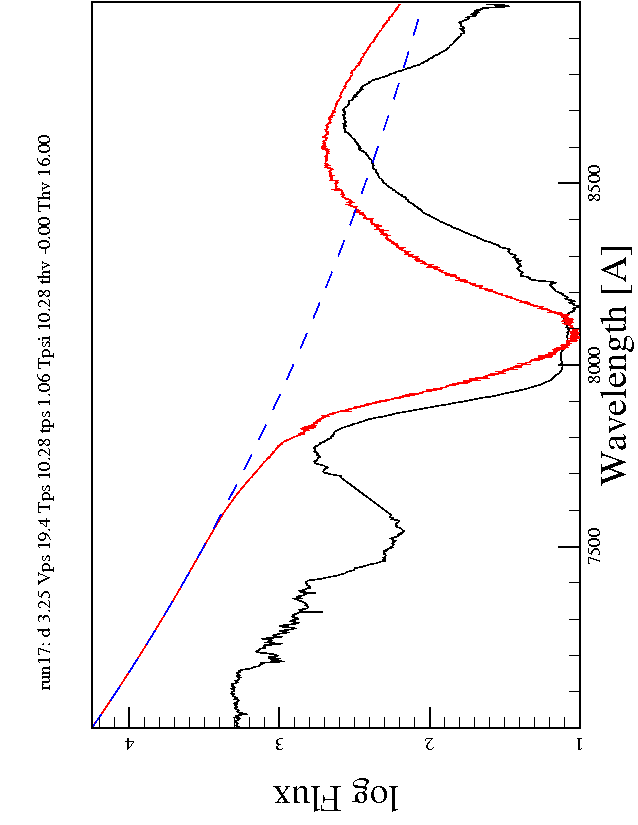 run17: d 3.25 Vps 19.4 Tps 10.28 tps 1.06 Tpsi 10.28 thv -0.00 Thv 16.00
log Flux
4
3
2
1
7500
8000
8500
Wavelength [A]